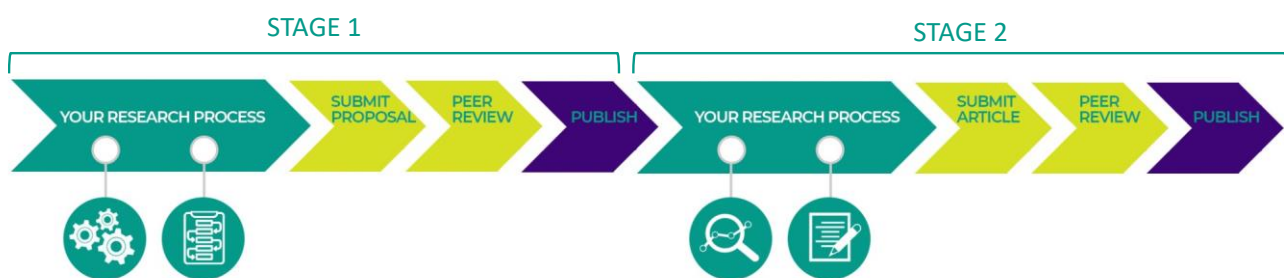 STAGE 1
STAGE 2
YOUR RESEARCH PROCESS
SUBMIT
PROPOSAL
PEER
REVIEW
PUBLISH
YOUR RESEARCH PROCESS
SUBMIT
ARTICLE
PEER
REVIEW
PUBLISH